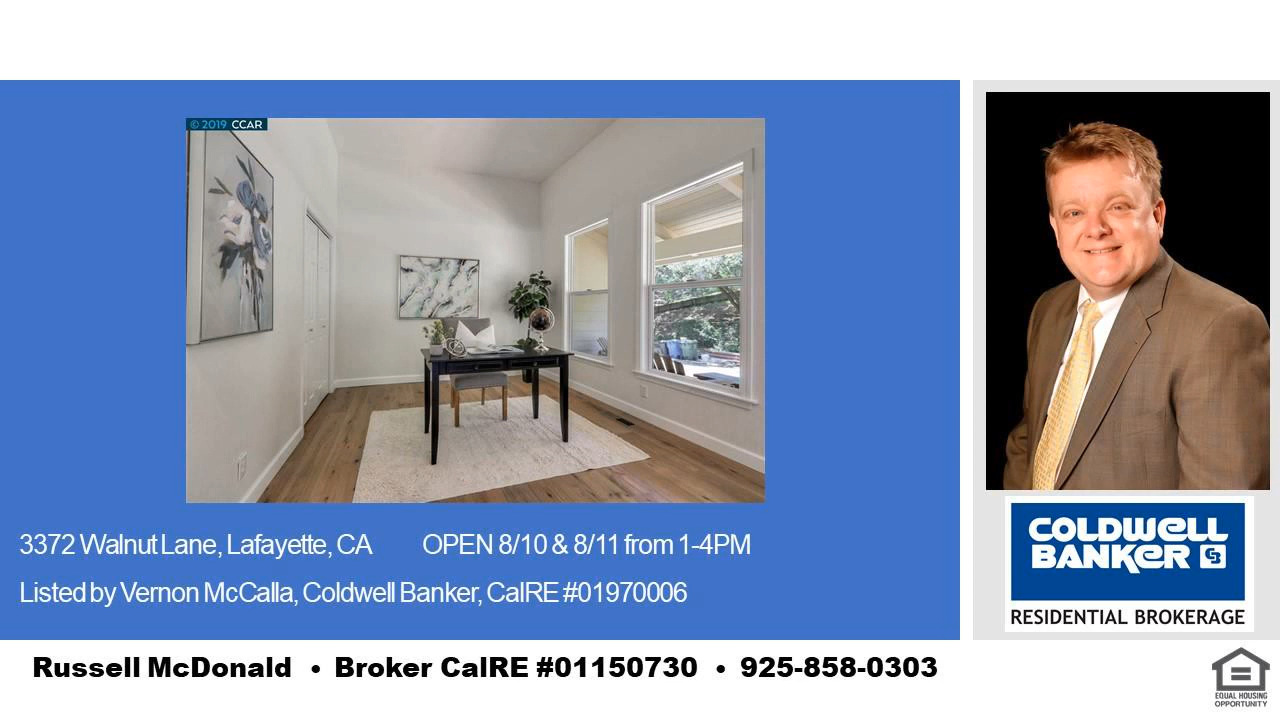 © 2019 CCAR
3372 Walnut Lane, Lafayette, CA OPEN 8/10 & 8/11 from 1-4PM
Listed by Vernon McCalla, Coldwell Banker, CalRE #01970006
COLDWELL
BANKER CB
RESIDENTIAL BROKERAGE
Russell McDonald • Broker CalRE #01150730 • 925-858-0303
EQUAL HOUSING
OPPORTUNITY